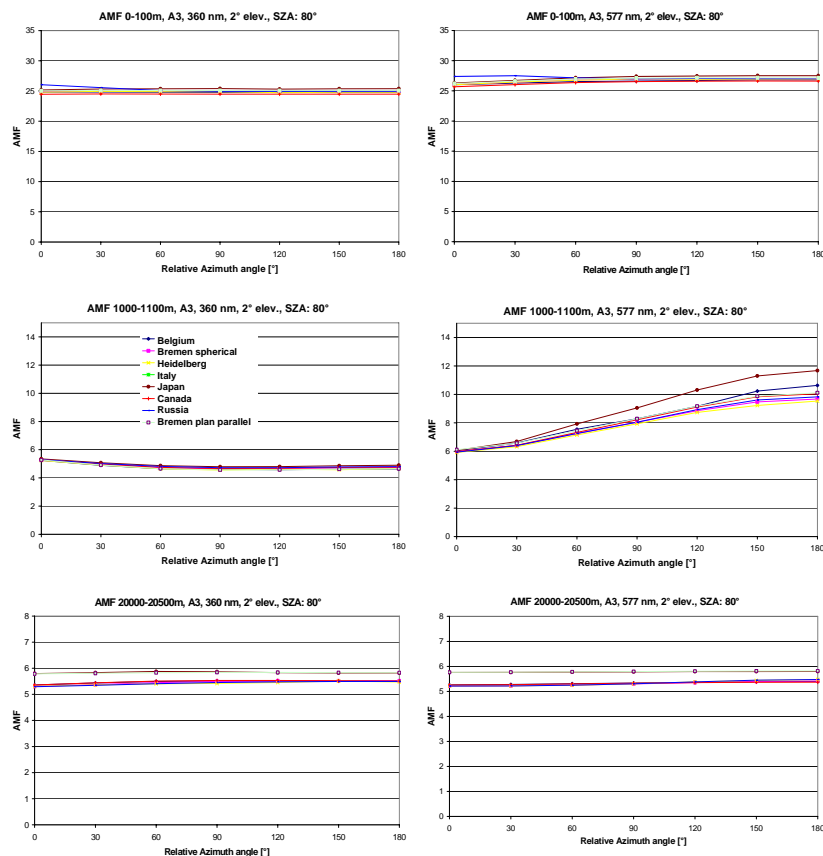 AMF 0-100m, A3, 360 nm, 2° elev., SZA: 80°
35
30
25
20
15
10
5
0
AMF
0 30 60 90 120 150 180
Relative Azimuth angle [°]
AMF 0-100m, A3, 577 nm, 2° elev., SZA: 80°
35
30
25
20
15
10
5
0
AMF
0 30 60 90 120 150 180
Relative Azimuth angle [°]
AMF 1000-1100m, A3, 360 nm, 2° elev., SZA: 80°
14
12
10
8
6
4
2
0
AMF
Belgium
Bremen spherical
Heidelberg
Italy
Japan
Canada
Russia
Bremen plan parallel
0 30 60 90 120 150 180
Relative Azimuth angle [°]
AMF 1000-1100m, A3, 577 nm, 2° elev., SZA: 80°
14
12
10
8
6
4
2
0
AMF
0 30 60 90 120 150 180
Relative Azimuth angle [°]
AMF 20000-20500m, A3, 360 nm, 2° elev., SZA: 80°
8
7
6
5
4
3
2
1
0
AMF
0 30 60 90 120 150 180
Relative Azimuth angle [°]
AMF 20000-20500m, A3, 577 nm, 2° elev., SZA: 80°
8
7
6
5
4
3
2
1
0
AMF
0 30 60 90 120 150 180
Relative Azimuth angle [°]